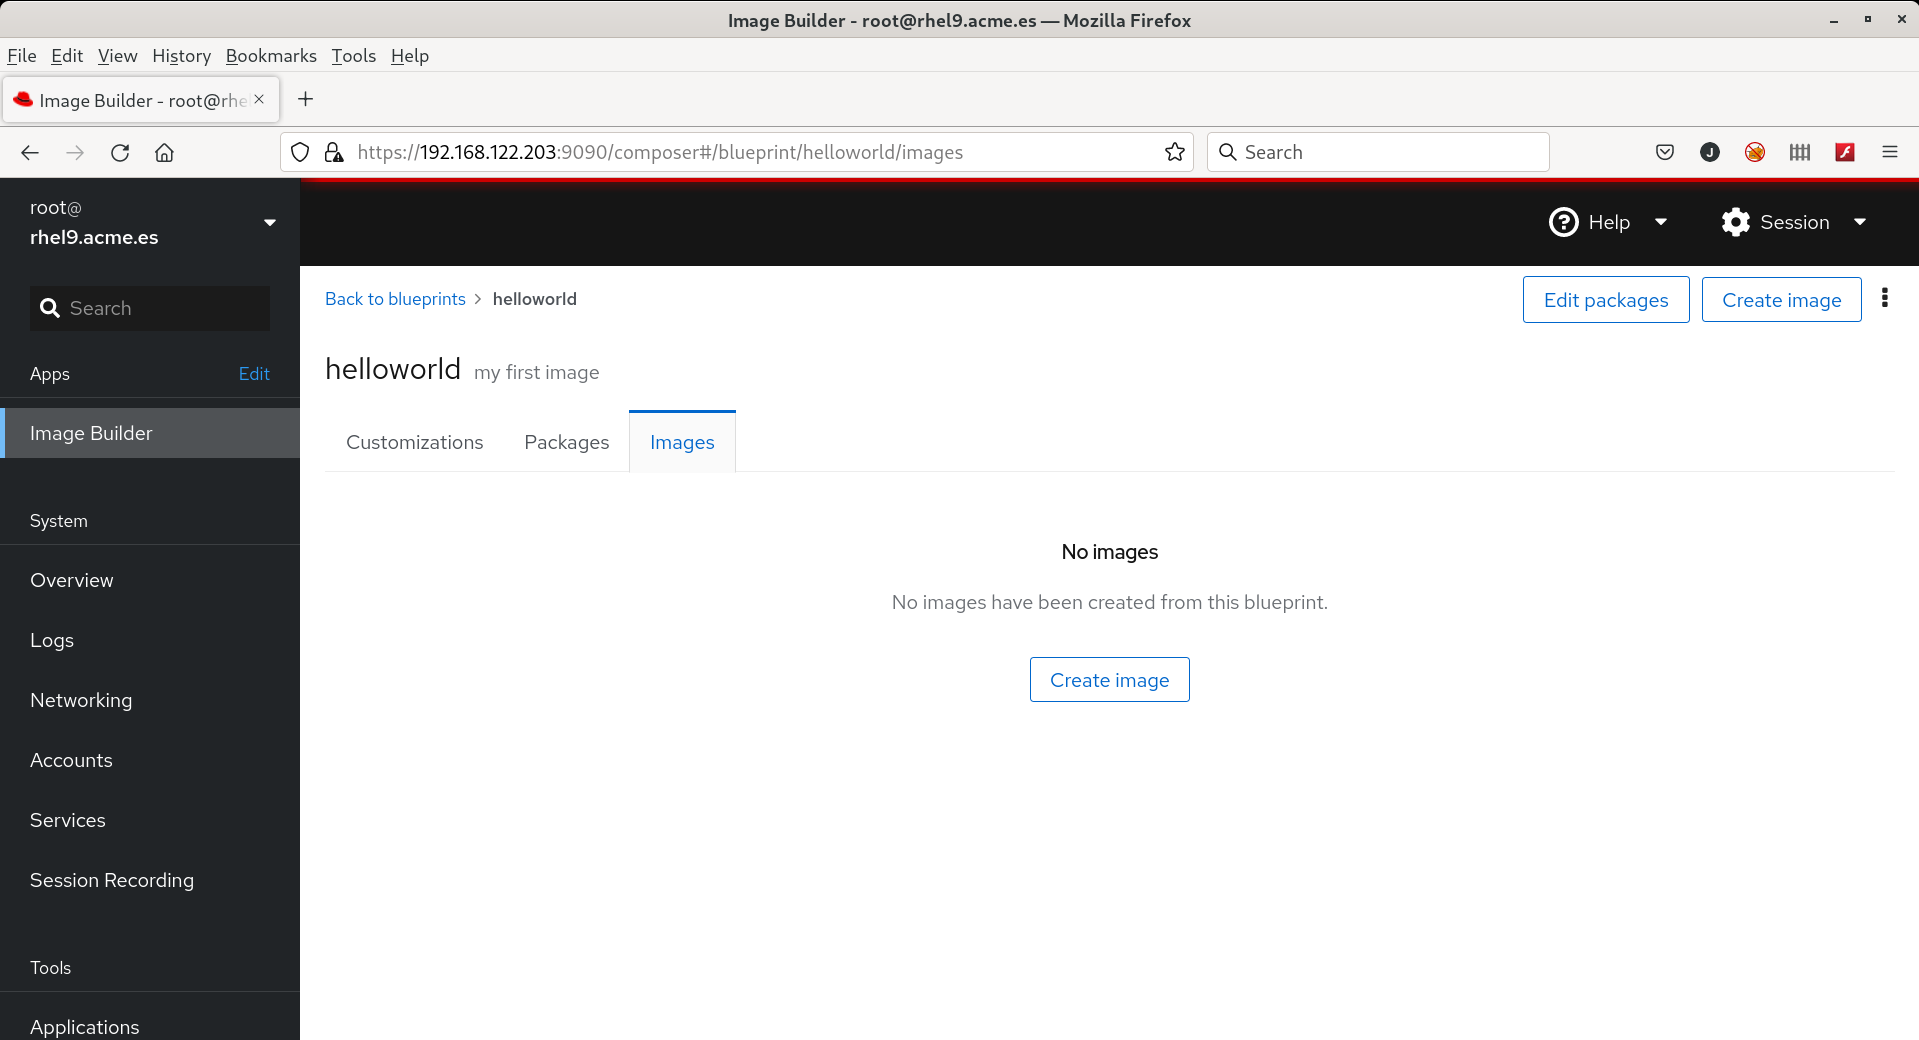 Image Builder - root@rhel9.acme.es — Mozilla Firefox
File Edit View History Bookmarks Tools Help
Image Builder - root@rhe
https://192.168.122.203:9090/composer#/blueprint/helloworld/images
Search
J
root@
rhel9.acme.es
Help
Session
Search
Apps
Edit
Image Builder
System
Overview
Logs
Networking
Accounts
Services
Session Recording
Tools
Applications
Back to blueprints > helloworld
Edit packages
Create image
helloworld my first image
Customizations Packages Images
No images
No images have been created from this blueprint.
Create image